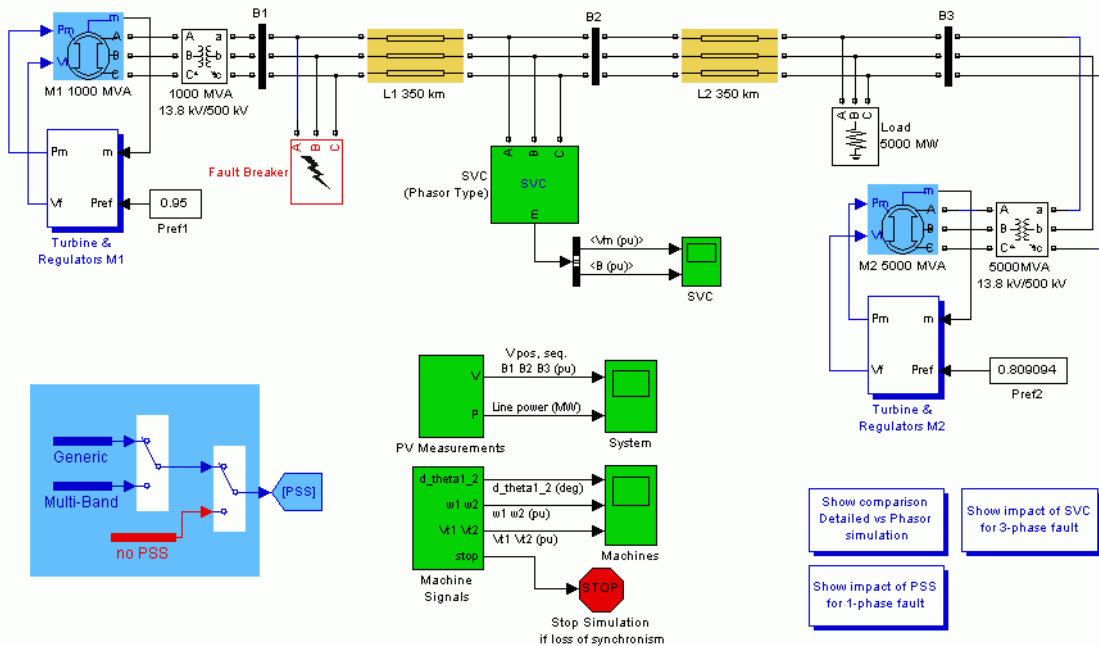 B1
B2
B3
Pm
m
A
B
C
Vf
M1 1000 MVA
A
a
B
b
C
c
1000 MVA
13.8 kV/500 kV
L1 350 km
L2 350 km
A
B
C
Fault Breaker
A
B
C
SVC
E
SVC
(Phasor Type)
<Vm (pu)>
<B (pu)>
SVC
A
B
C
Load
5000 MW
Pm
m
Vf
Pref
Turbine &
Regulators M1
0.95
Pref1
Pm
m
A
B
C
Vf
M2 5000 MVA
A
a
B
b
C
c
5000MVA
13.8 kV/500 kV
Pm
m
Vf
Pref
Turbine &
Regulators M2
0.809094
Pref2
Generic
Multi-Band
no PSS
[PSS]
V
P
PV Measurements
Vpos, seq.
B1 B2 B3 (pu)
Line power (MW)
System
d_theta1_2
w1 w2
Vt1 Vt2
stop
Machine
Signals
d_theta1_2 (deg)
w1 w2 (pu)
Vt1 Vt2 (pu)
Machines
STOP
Stop Simulation
if loss of synchronism
Show comparison
Detailed vs Phasor
simulation
Show impact of SVC
for 3-phase fault
Show impact of PSS
for 1-phase fault